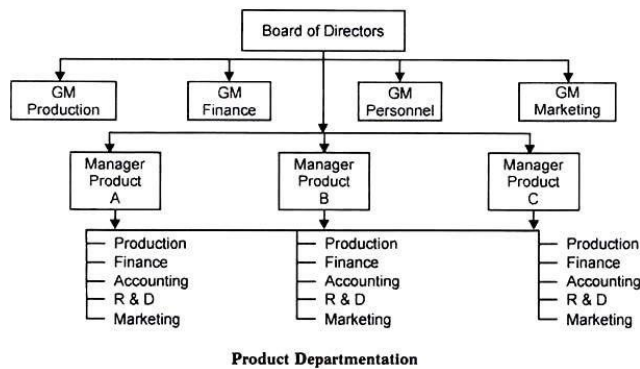 Board of Directors
GM
Production
GM
Finance
GM
Personnel
GM
Marketing
Manager
Product
A
Manager
Product
B
Manager
Product
C
Production
Finance
Accounting
R & D
Marketing
Production
Finance
Accounting
R & D
Marketing
Production
Finance
Accounting
R & D
Marketing
Product Departmentation